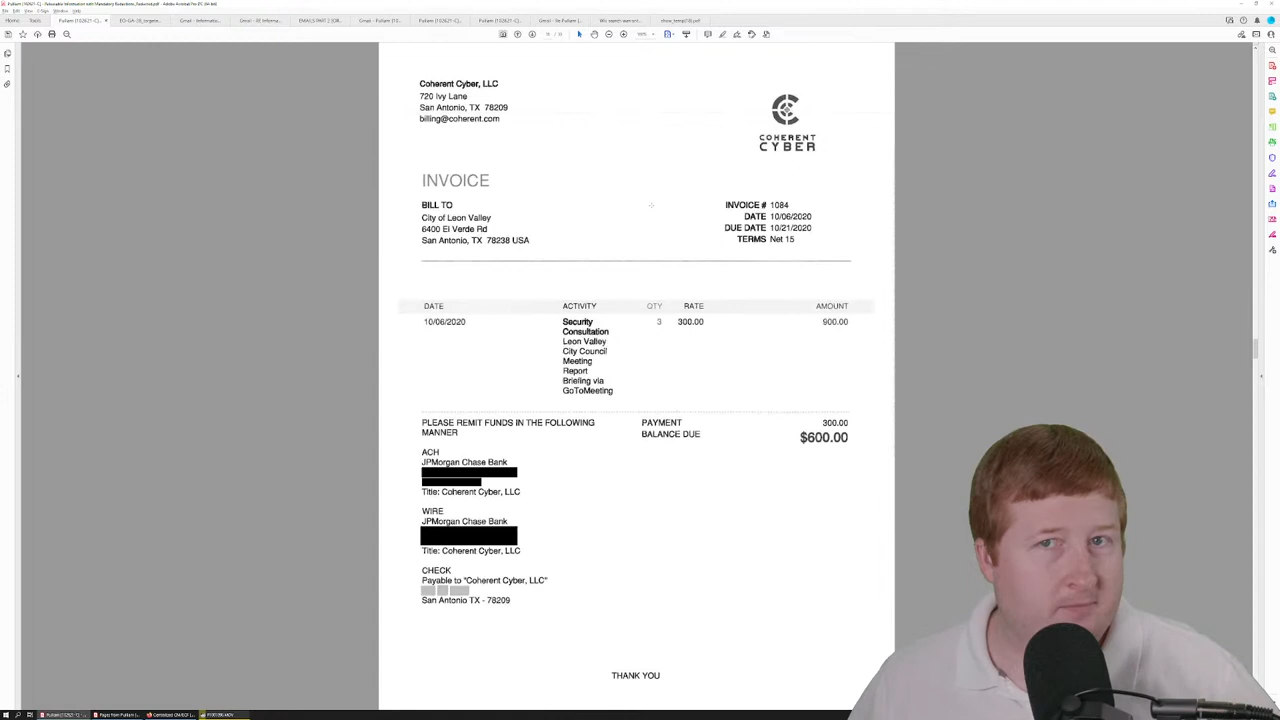 Home Tools
Coherent Cyber, LLC
720 Ivy Lane
San Antonio, TX 78209
billing@coherent.com
COHERENT
CYBER
INVOICE
BILL TO
City of Leon Valley
6400 El Verde Rd
San Antonio, TX 78238 USA
INVOICE # 1084
DATE 10/06/2020
DUE DATE 10/21/2020
TERMS Net 15
DATE ACTIVITY QTY RATE AMOUNT
10/06/2020 Security 3 300.00 900.00
Consultation
Leon Valley
City Council
Meeting
Report
Briefing via
GoToMeeting
PLEASE REMIT FUNDS IN THE FOLLOWING
MANNER
PAYMENT 300.00
BALANCE DUE $600.00
ACH
JPMorgan Chase Bank
Title: Coherent Cyber, LLC
WIRE
JPMorgan Chase Bank
Title: Coherent Cyber, LLC
CHECK
Payable to "Coherent Cyber, LLC"
San Antonio TX - 78209
THANK YOU